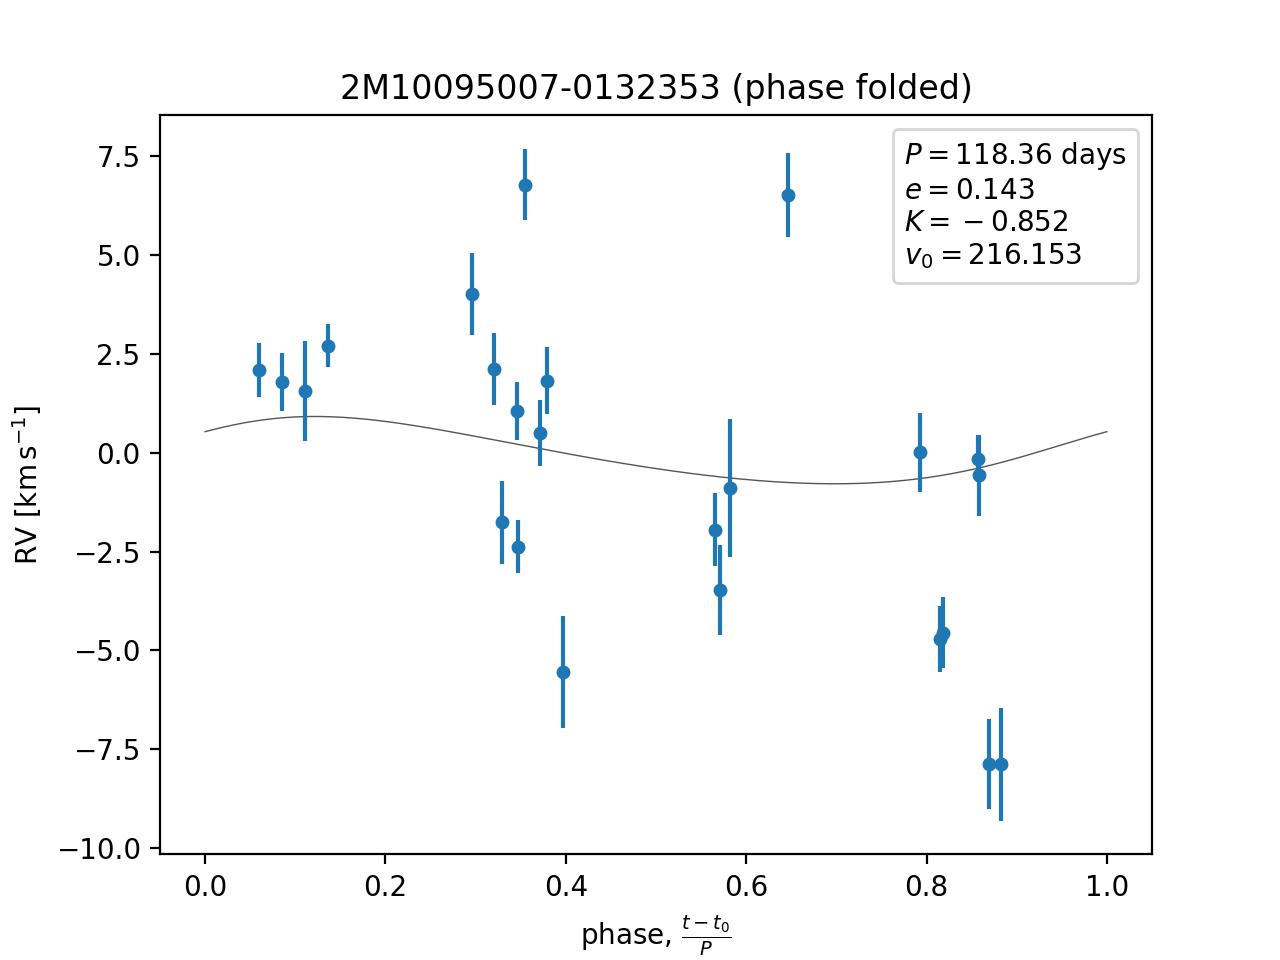 2M10095007-0132353 (phase folded)
P = 118.36 days
e = 0.143
K = −0.852
v₀ = 216.153
RV [km s⁻¹]
7.5
5.0
2.5
0.0
−2.5
−5.0
−7.5
−10.0
0.0 0.2 0.4 0.6 0.8 1.0
phase, (t − t₀)/P